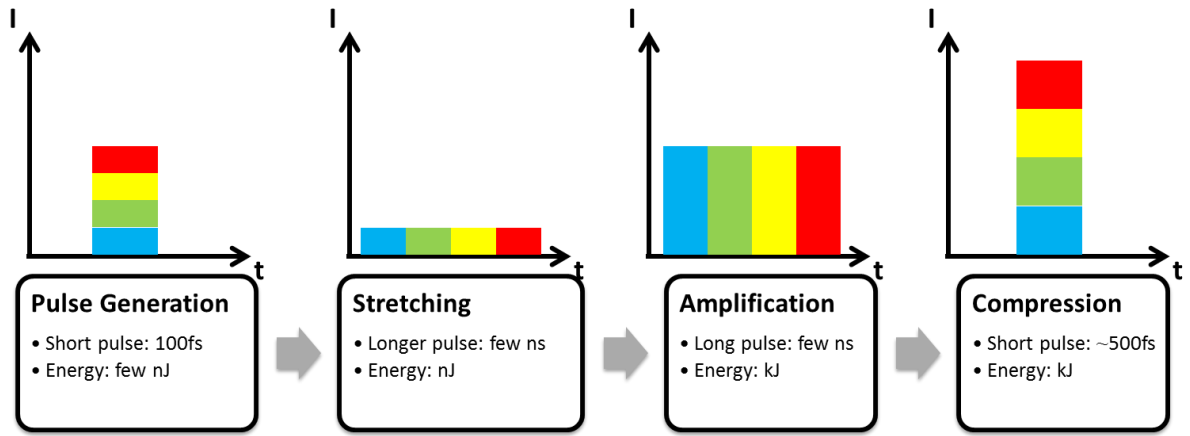 I
t
Pulse Generation
• Short pulse: 100fs
• Energy: few nJ
I
t
Stretching
• Longer pulse: few ns
• Energy: nJ
I
t
Amplification
• Long pulse: few ns
• Energy: kJ
I
t
Compression
• Short pulse: ~500fs
• Energy: kJ